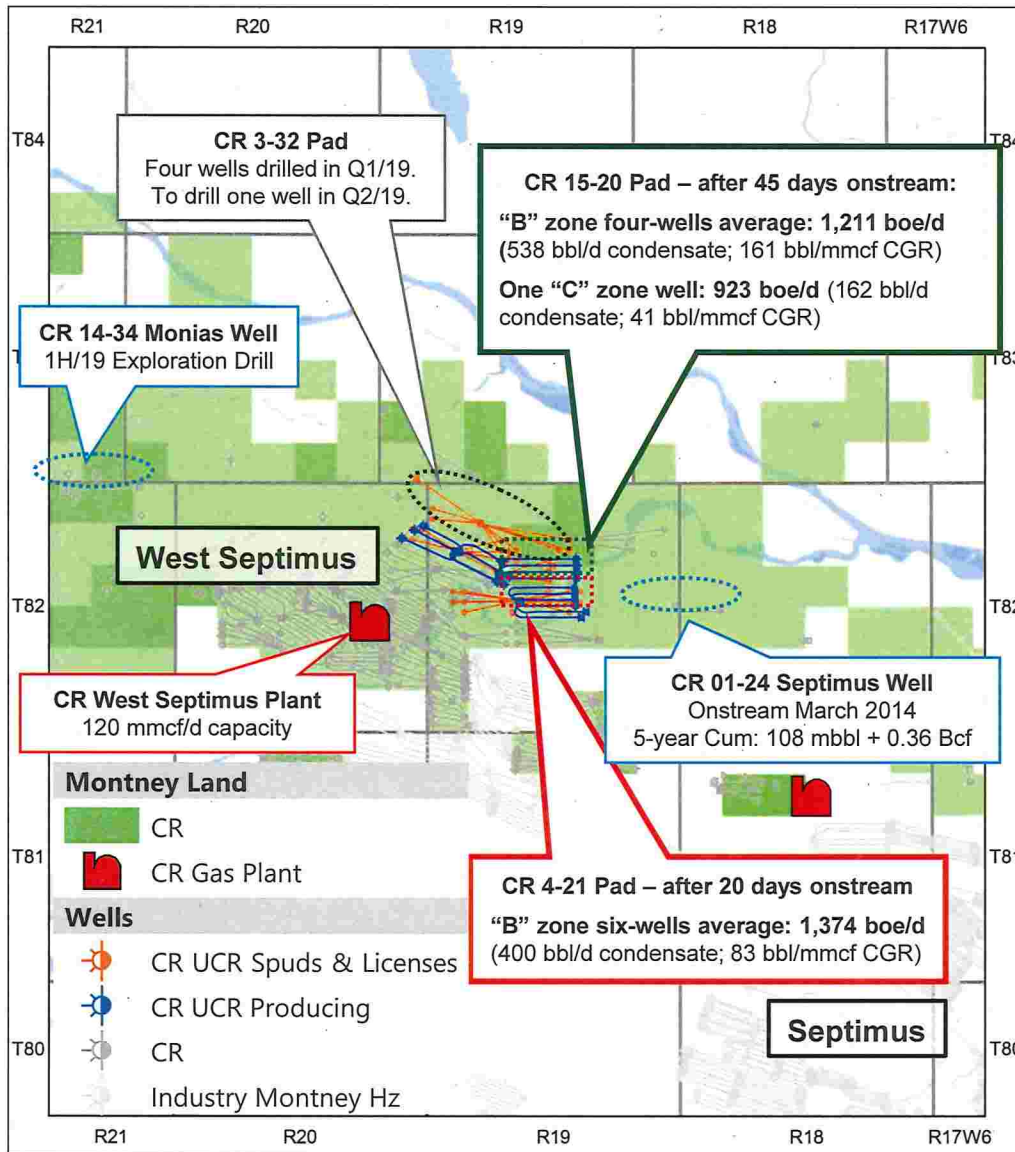 R21 R20 R19 R18 R17W6
T84
CR 3-32 Pad
Four wells drilled in Q1/19.
To drill one well in Q2/19.
CR 15-20 Pad – after 45 days onstream:
“B” zone four-wells average: 1,211 boe/d
(538 bbl/d condensate; 161 bbl/mmcf CGR)
One “C” zone well: 923 boe/d (162 bbl/d
condensate; 41 bbl/mmcf CGR)
CR 14-34 Monias Well
1H/19 Exploration Drill
West Septimus
T82
T82
CR West Septimus Plant
120 mmcf/d capacity
CR 01-24 Septimus Well
Onstream March 2014
5-year Cum: 108 mbbl + 0.36 Bcf
Montney Land
CR
CR Gas Plant
T81
CR 4-21 Pad – after 20 days onstream
“B” zone six-wells average: 1,374 boe/d
(400 bbl/d condensate; 83 bbl/mmcf CGR)
Wells
CR UCR Spuds & Licenses
CR UCR Producing
CR
Industry Montney Hz
Septimus
T80
R21 R20 R19 R18 R17W6